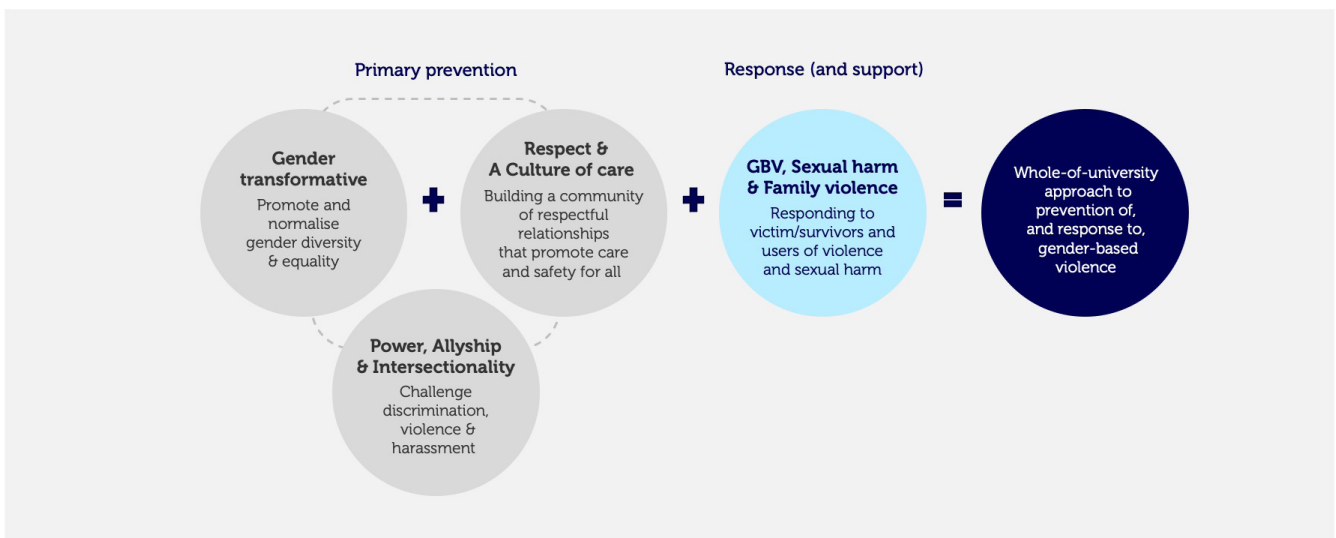 Primary prevention
Response (and support)
Gender
transformative
Promote and
normalise
gender diversity
& equality
+
Respect &
A Culture of care
Building a community
of respectful
relationships
that promote care
and safety for all
+
GBV, Sexual harm
& Family violence
Responding to
victim/survivors and
users of violence
and sexual harm
=
Whole-of-university
approach to
prevention of,
and response to,
gender-based
violence
Power, Allyship
& Intersectionality
Challenge
discrimination,
violence &
harassment